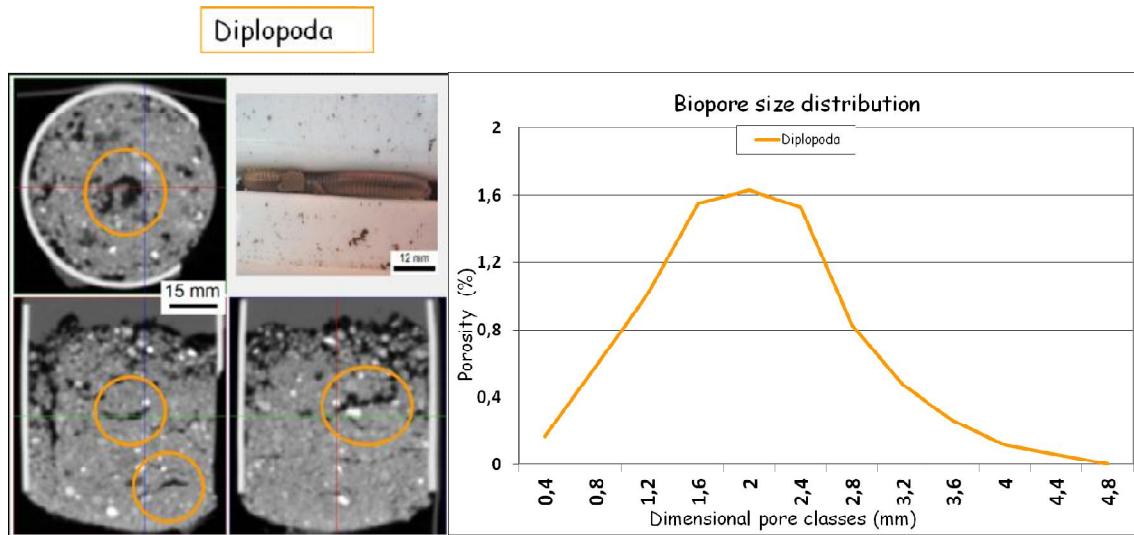 Diplopoda
12 mm
15 mm
Biopore size distribution
Diplopoda
Porosity (%)
2
1,6
1,2
0,8
0,4
0
0,4 0,8 1,2 1,6 2 2,4 2,8 3,2 3,6 4 4,4 4,8
Dimensional pore classes (mm)